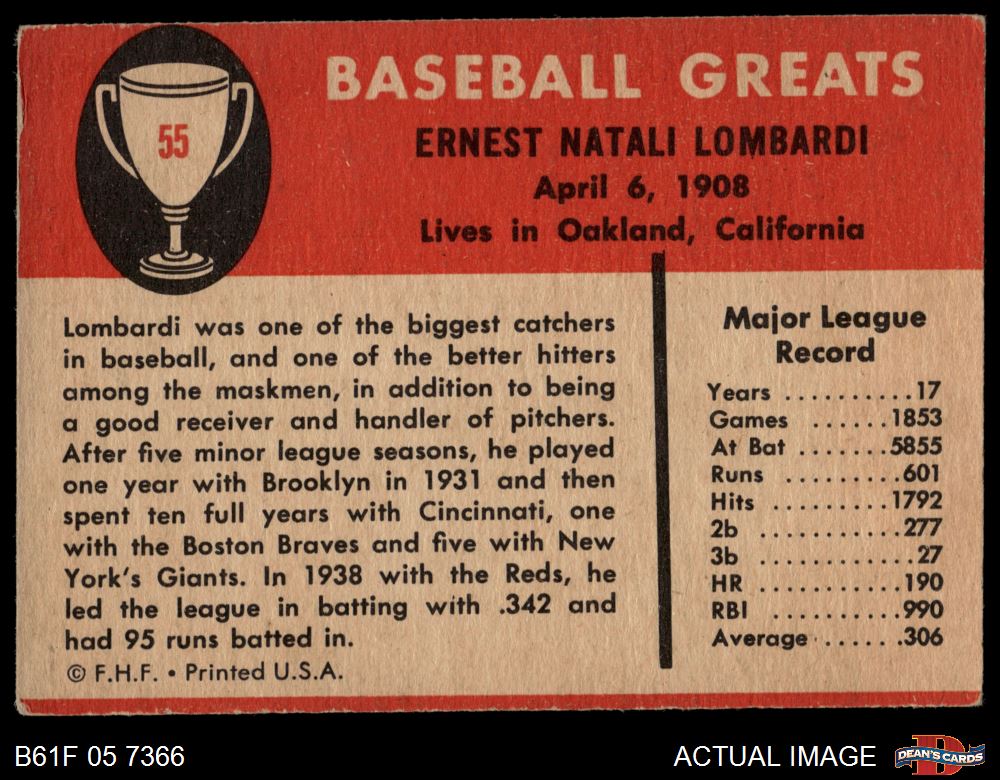 55
BASEBALL GREATS
ERNEST NATALI LOMBARDI
April 6, 1908
Lives in Oakland, California
Lombardi was one of the biggest catchers
in baseball, and one of the better hitters
among the maskmen, in addition to being
a good receiver and handler of pitchers.
After five minor league seasons, he played
one year with Brooklyn in 1931 and then
spent ten full years with Cincinnati, one
with the Boston Braves and five with New
York's Giants. In 1938 with the Reds, he
led the league in batting with .342 and
had 95 runs batted in.
© F.H.F. • Printed U.S.A.
Major League
Record
Years ..........17
Games ......1853
At Bat .......5855
Runs .........601
Hits .........1792
2b ...........277
3b ............27
HR ...........190
RBI ..........990
Average ......306
B61F 05 7366
ACTUAL IMAGE
D
DEAN'S CARDS